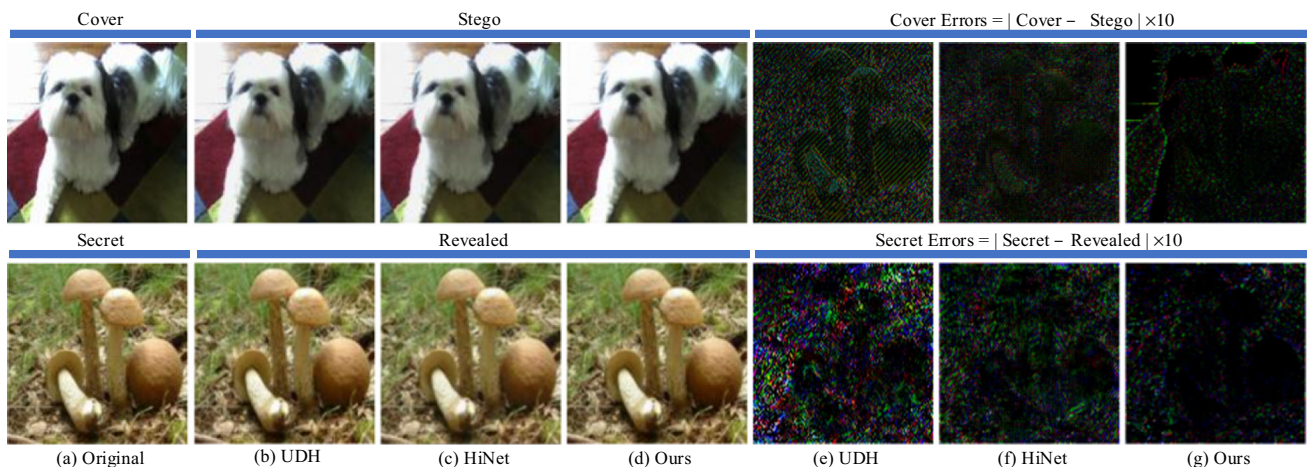 Cover Stego Cover Errors = | Cover – Stego | ×10
Secret Revealed Secret Errors = | Secret – Revealed | ×10
(a) Original (b) UDH (c) HiNet (d) Ours (e) UDH (f) HiNet (g) Ours